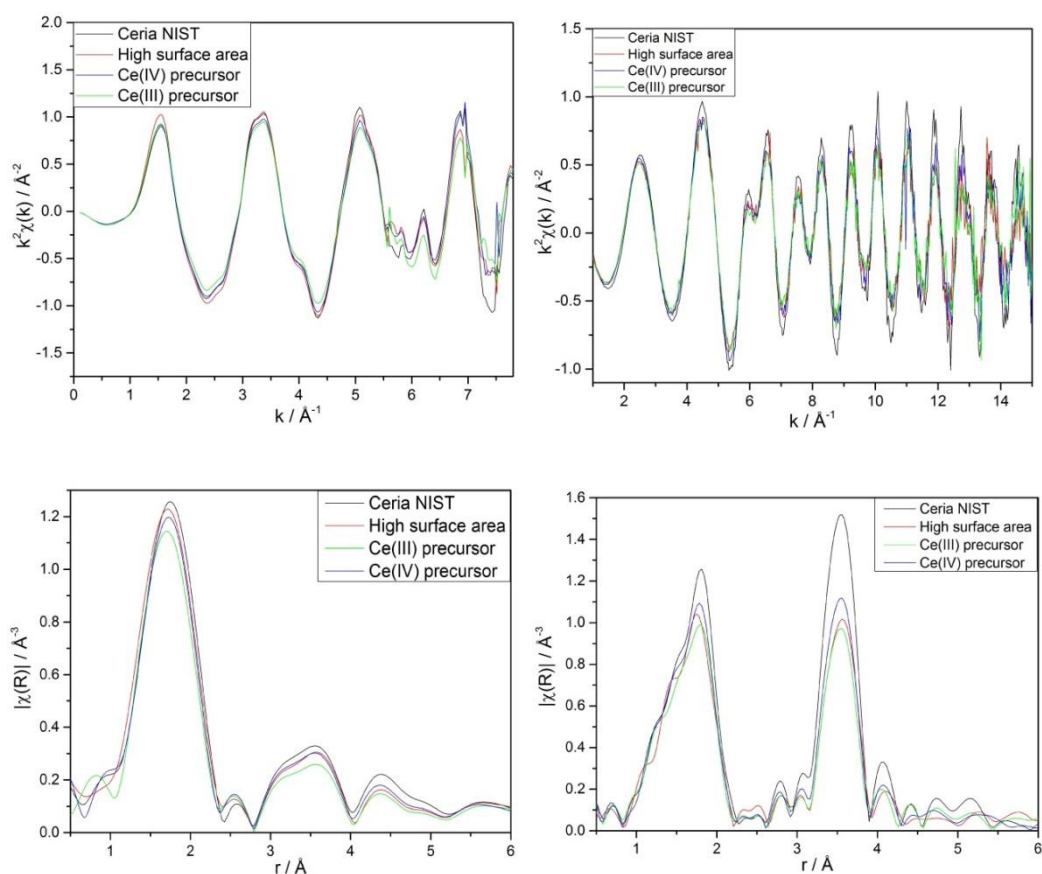 k²χ(k) / Å⁻²
2.0
1.5
1.0
0.5
0.0
-0.5
-1.0
-1.5
Ceria NIST
High surface area
Ce(IV) precursor
Ce(III) precursor
0 1 2 3 4 5 6 7
k / Å⁻¹
k²χ(k) / Å⁻²
1.5
1.0
0.5
0.0
-0.5
-1.0
Ceria NIST
High surface area
Ce(IV) precursor
Ce(III) precursor
2 4 6 8 10 12 14
k / Å⁻¹
|χ(R)| / Å⁻³
1.2
1.0
0.8
0.6
0.4
0.2
0.0
Ceria NIST
High surface area
Ce(III) precursor
Ce(IV) precursor
1 2 3 4 5 6
r / Å
|χ(R)| / Å⁻³
1.6
1.4
1.2
1.0
0.8
0.6
0.4
0.2
0.0
Ceria NIST
High surface area
Ce(III) precursor
Ce(IV) precursor
1 2 3 4 5 6
r / Å